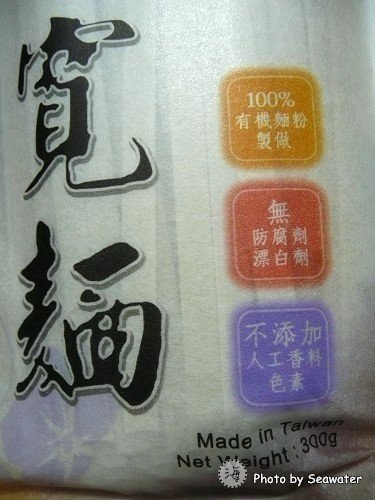 寬麵
100%
有機麵粉
製做
無
防腐劑
漂白劑
不添加
人工香料
色素
Made in Taiwan
Net Weight : 300g
海 Photo by Seawater